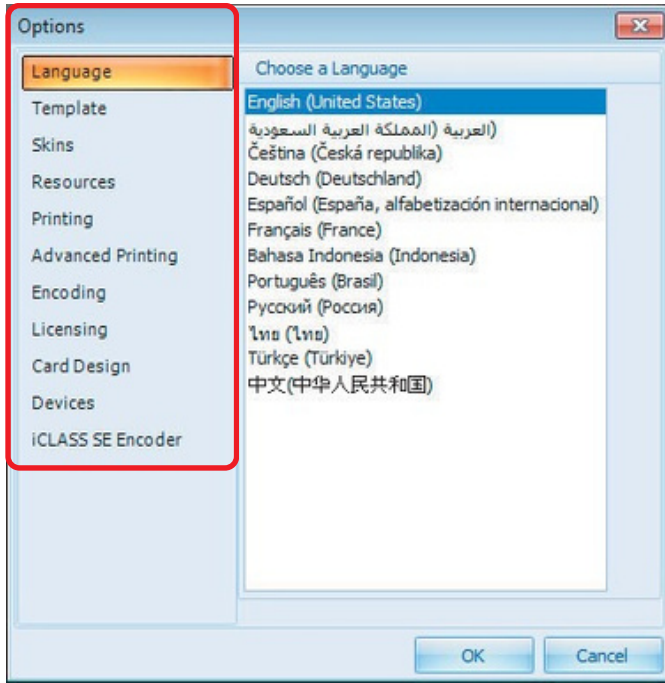 Options
Language
Template
Skins
Resources
Printing
Advanced Printing
Encoding
Licensing
Card Design
Devices
iCLASS SE Encoder
Choose a Language
English (United States)
العربية (المملكة العربية السعودية)
Čeština (Česká republika)
Deutsch (Deutschland)
Español (España, alfabetización internacional)
Français (France)
Bahasa Indonesia (Indonesia)
Português (Brasil)
Русский (Россия)
ไทย (ไทย)
Türkçe (Türkiye)
中文(中华人民共和国)
OK
Cancel